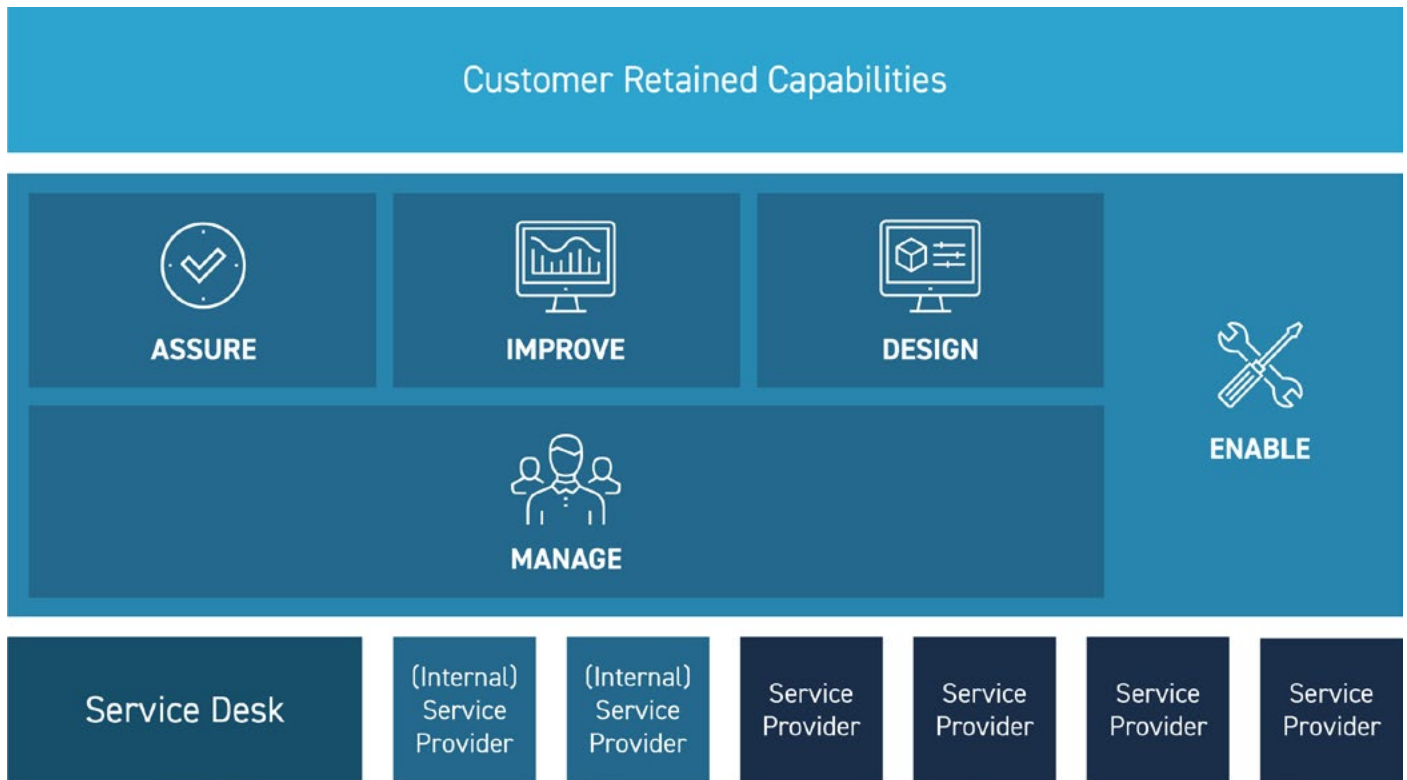 Customer Retained Capabilities
ASSURE
IMPROVE
DESIGN
ENABLE
MANAGE
Service Desk
(Internal)
Service
Provider
(Internal)
Service
Provider
Service
Provider
Service
Provider
Service
Provider
Service
Provider